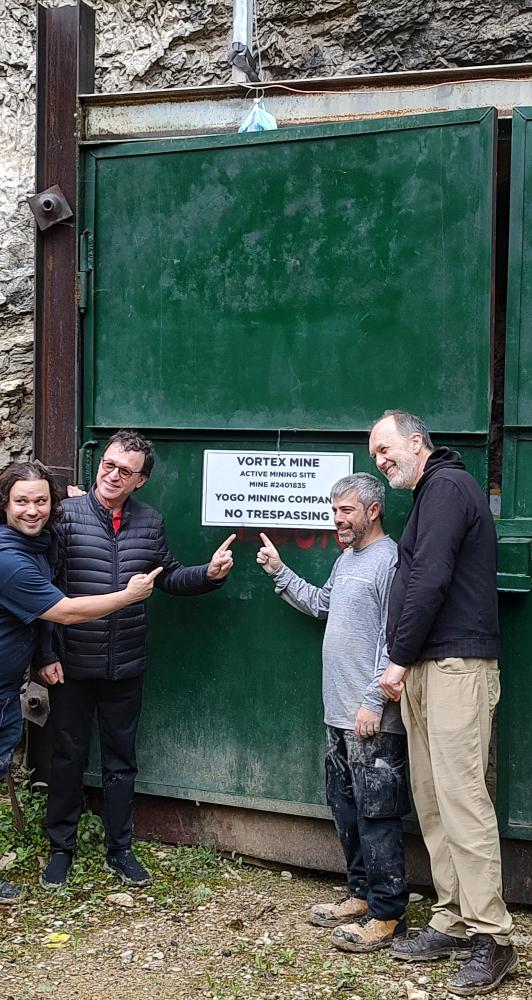 VORTEX MINE
ACTIVE MINING SITE
MINE #2401835
YOGO MINING COMPAN
NO TRESPASSING